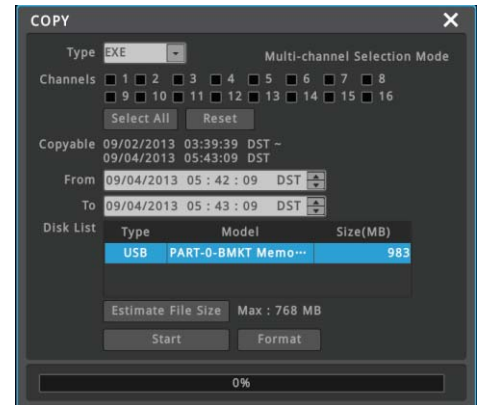 COPY
Type EXE Multi-channel Selection Mode
Channels 1 2 3 4 5 6 7 8
9 10 11 12 13 14 15 16
Select All Reset
Copyable 09/02/2013 03:39:39 DST ~
09/04/2013 05:43:09 DST
From 09/04/2013 05 : 42 : 09 DST
To 09/04/2013 05 : 43 : 09 DST
Disk List Type Model Size(MB)
USB PART-0-BMKT Memo··· 983
Estimate File Size Max : 768 MB
Start Format
0%